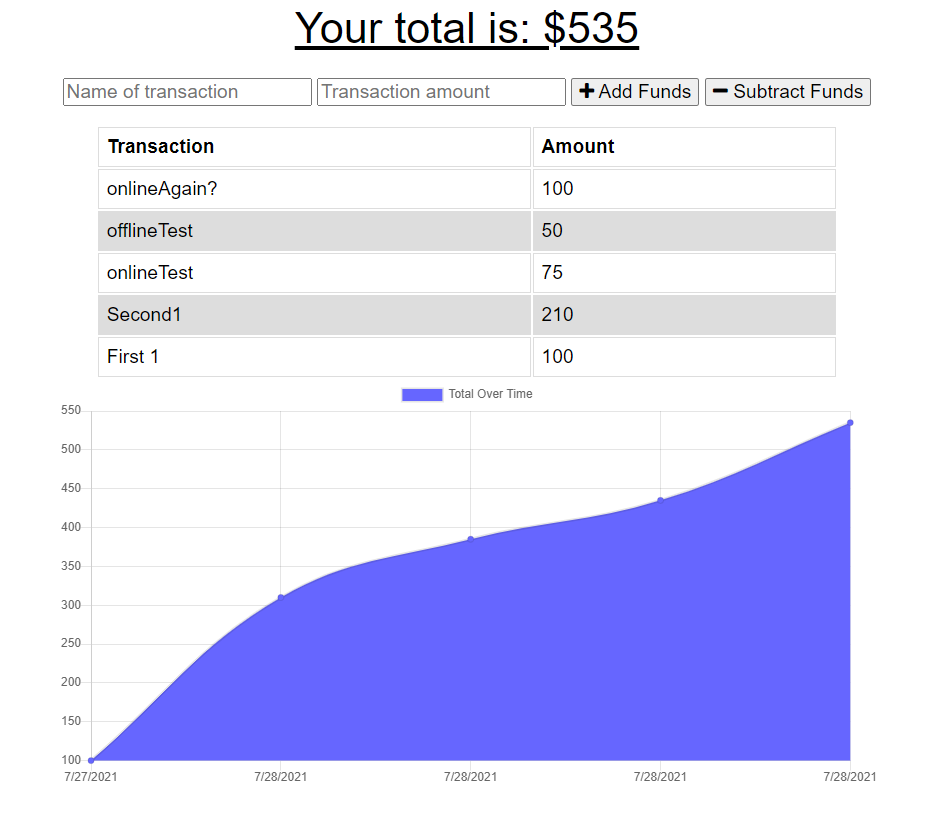 Your total is: $535
Name of transaction Transaction amount Add Funds Subtract Funds
Transaction Amount
onlineAgain? 100
offlineTest 50
onlineTest 75
Second1 210
First 1 100
Total Over Time
550
500
450
400
350
300
250
200
150
100
7/27/2021 7/28/2021 7/28/2021 7/28/2021 7/28/2021